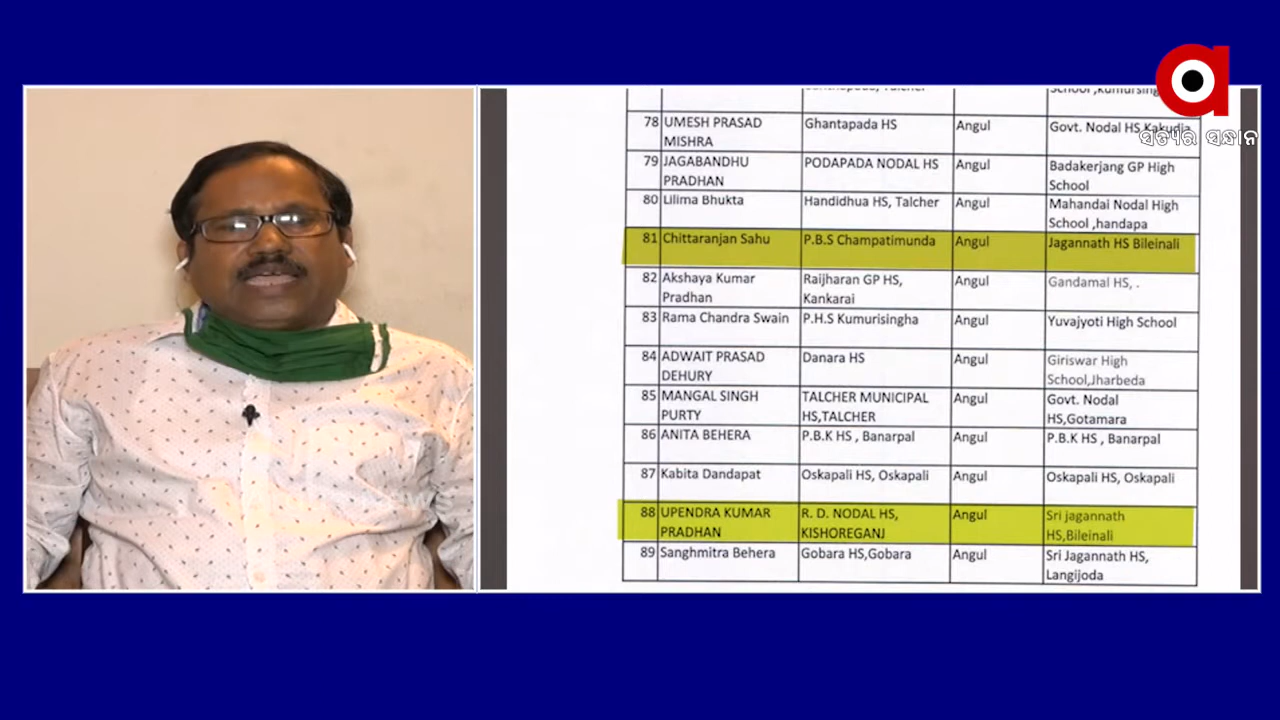 School ,kumursing
78 UMESH PRASAD MISHRA Ghantapada HS Angul Govt. Nodal HS Kakudia
79 JAGABANDHU PRADHAN PODAPADA NODAL HS Angul Badakerjang GP High School
80 Lilima Bhukta Handidhua HS, Talcher Angul Mahandai Nodal High School ,handapa
81 Chittaranjan Sahu P.B.S Champatimunda Angul Jagannath HS Bileinali
82 Akshaya Kumar Pradhan Raijharan GP HS, Kankarai Angul Gandamal HS, .
83 Rama Chandra Swain P.H.S Kumurisingha Angul Yuvajyoti High School
84 ADWAIT PRASAD DEHURY Danara HS Angul Giriswar High School,Jharbeda
85 MANGAL SINGH PURTY TALCHER MUNICIPAL HS,TALCHER Angul Govt. Nodal HS,Gotamara
86 ANITA BEHERA P.B.K HS , Banarpal Angul P.B.K HS , Banarpal
87 Kabita Dandapat Oskapali HS, Oskapali Angul Oskapali HS, Oskapali
88 UPENDRA KUMAR PRADHAN R. D. NODAL HS, KISHOREGANJ Angul Sri jagannath HS,Bileinali
89 Sanghmitra Behera Gobara HS,Gobara Angul Sri Jagannath HS, Langijoda
ସତ୍ୟର ସନ୍ଧାନ